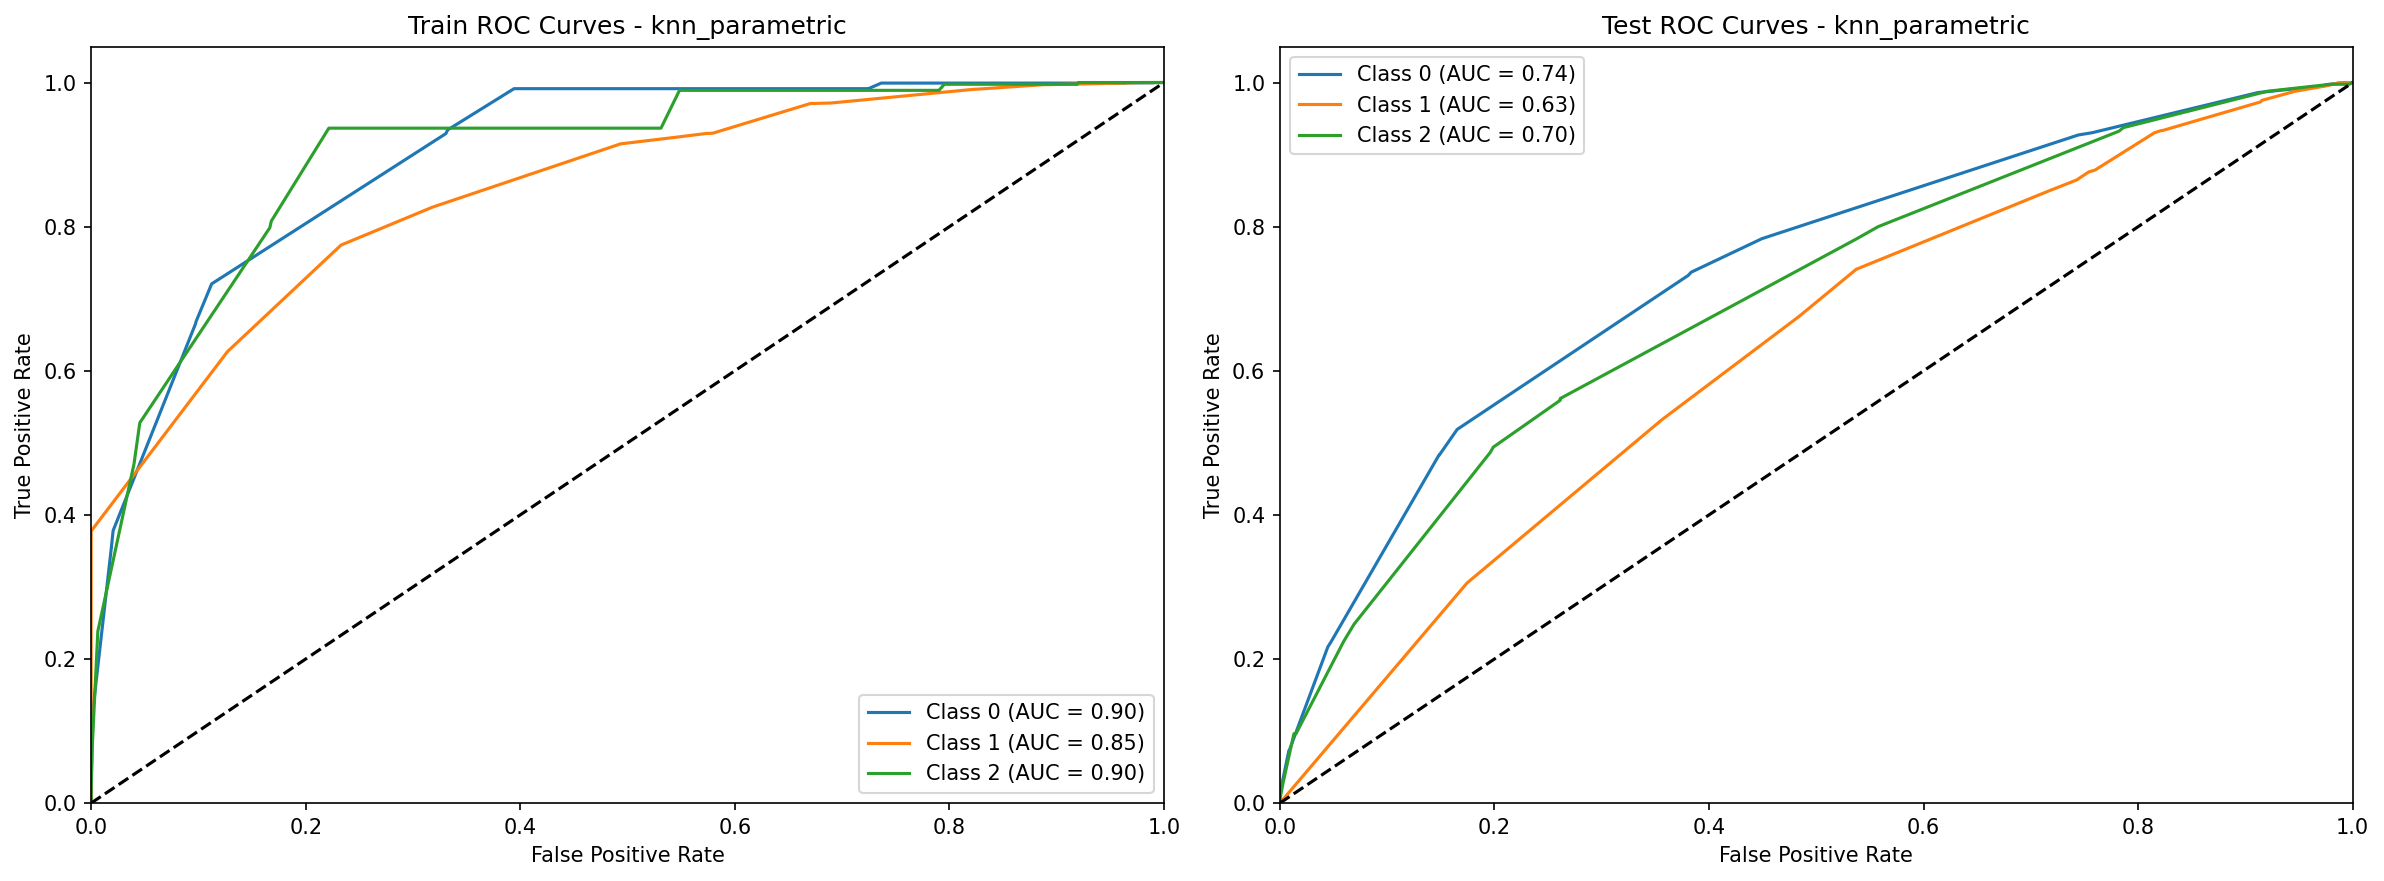 Train ROC Curves - knn_parametric
True Positive Rate
1.0
0.8
0.6
0.4
0.2
0.0
Class 0 (AUC = 0.90)
Class 1 (AUC = 0.85)
Class 2 (AUC = 0.90)
0.0 0.2 0.4 0.6 0.8 1.0
False Positive Rate
Test ROC Curves - knn_parametric
True Positive Rate
1.0
0.8
0.6
0.4
0.2
0.0
Class 0 (AUC = 0.74)
Class 1 (AUC = 0.63)
Class 2 (AUC = 0.70)
0.0 0.2 0.4 0.6 0.8 1.0
False Positive Rate